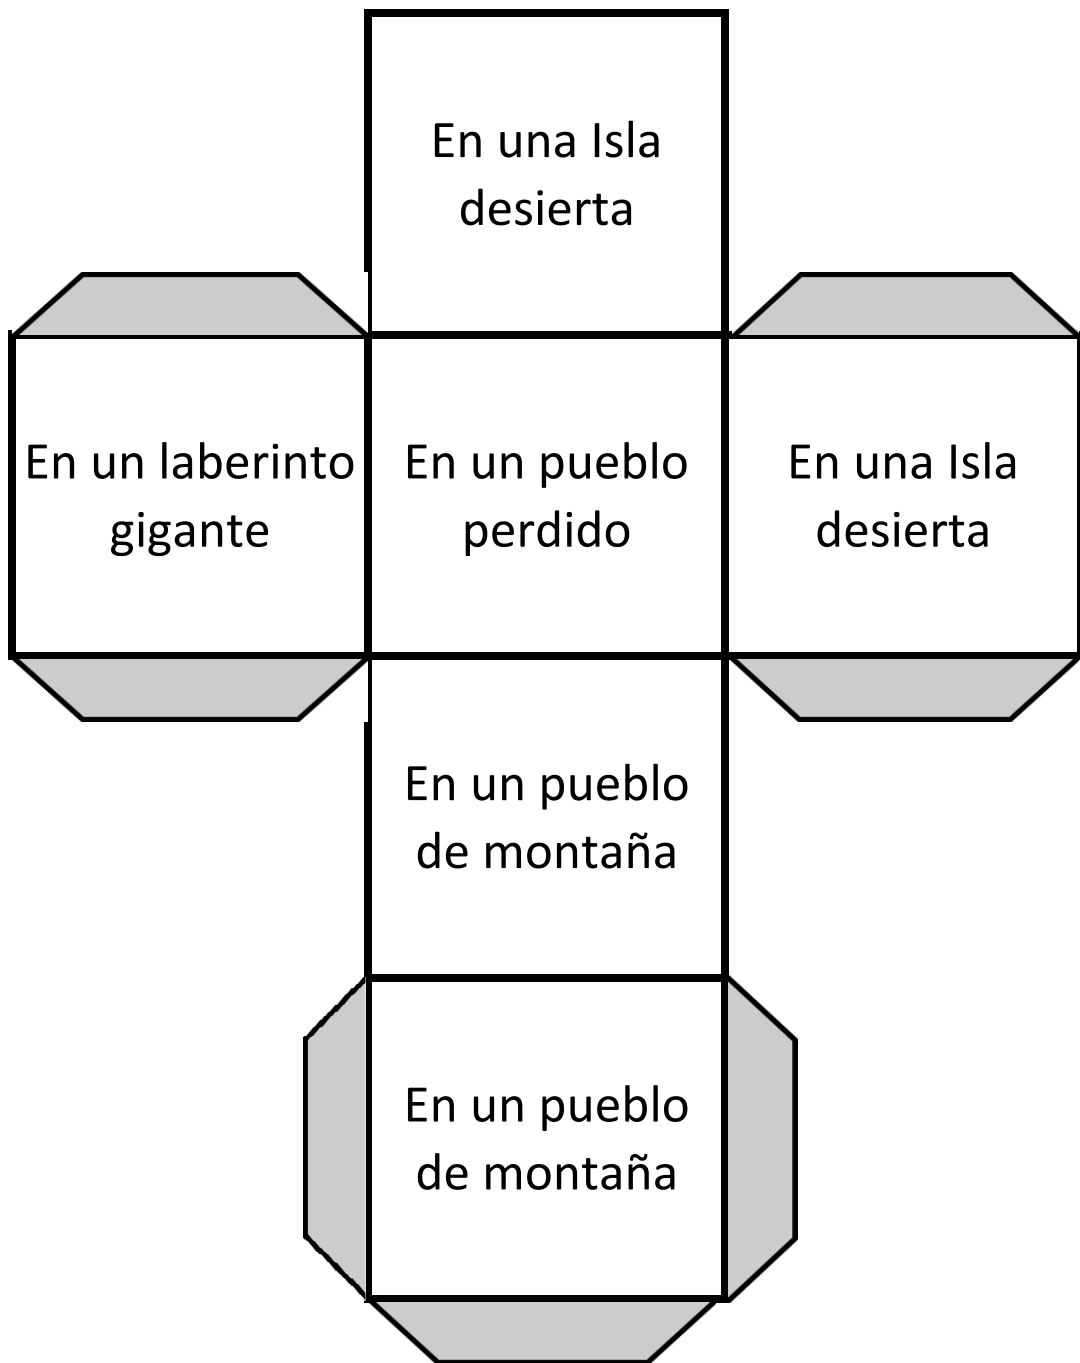 En una Isla
desierta
En un laberinto
gigante
En un pueblo
perdido
En una Isla
desierta
En un pueblo
de montaña
En un pueblo
de montaña